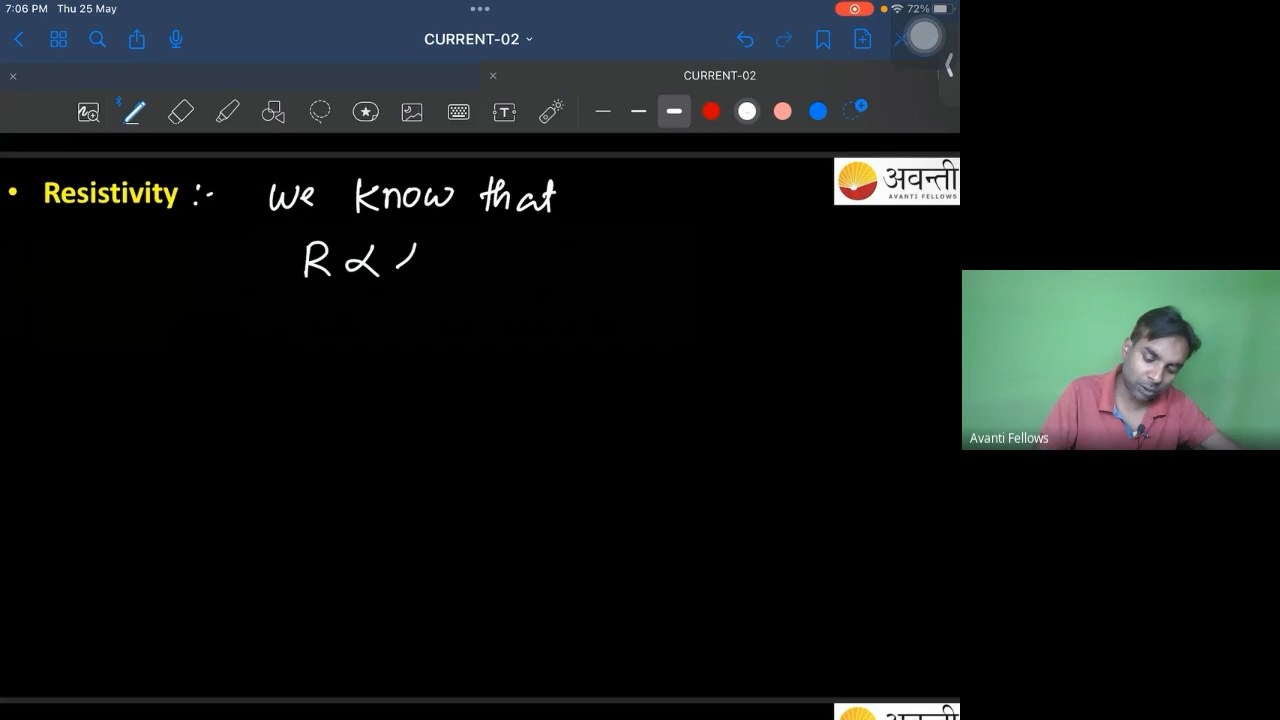 7:06 PM Thu 25 May
72%
CURRENT-02
CURRENT-02
• Resistivity :- We know that
R α
अवन्ती
AVANTI FELLOWS
Avanti Fellows
अवन्ती